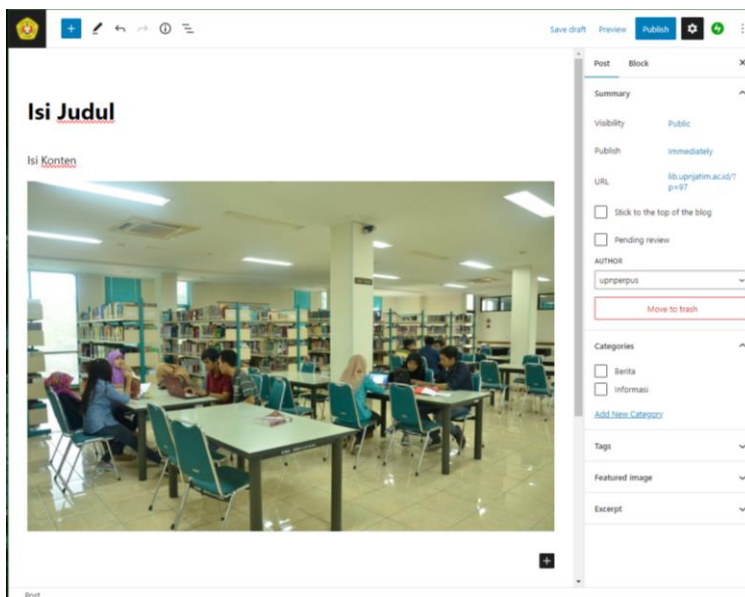 Save draft Preview Publish
Post Block
Isi Judul
Isi Konten
Summary
Visibility Public
Publish Immediately
URL lib.upnjatim.ac.id/?
p=97
Stick to the top of the blog
Pending review
AUTHOR
upnperpus
Move to trash
Categories
Berita
Informasi
Add New Category
Tags
Featured image
Excerpt
Post